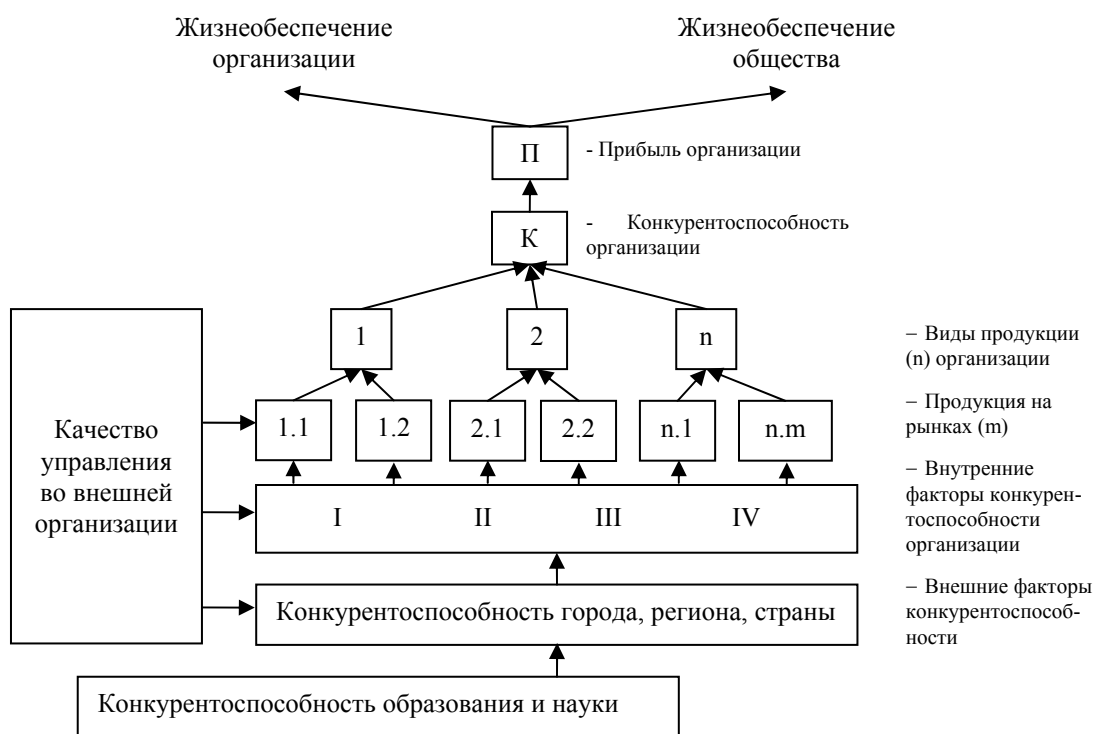 Жизнеобеспечение
организации
Жизнеобеспечение
общества
П
- Прибыль организации
К
- Конкурентоспособность
организации
1
2
n
– Виды продукции
(n) организации
1.1
1.2
2.1
2.2
n.1
n.m
– Продукция на
рынках (m)
Качество
управления
во внешней
организации
I II III IV
– Внутренние
факторы конкурен-
тоспособности
организации
Конкурентоспособность города, региона, страны
– Внешние факторы
конкурентоспособ-
ности
Конкурентоспособность образования и науки